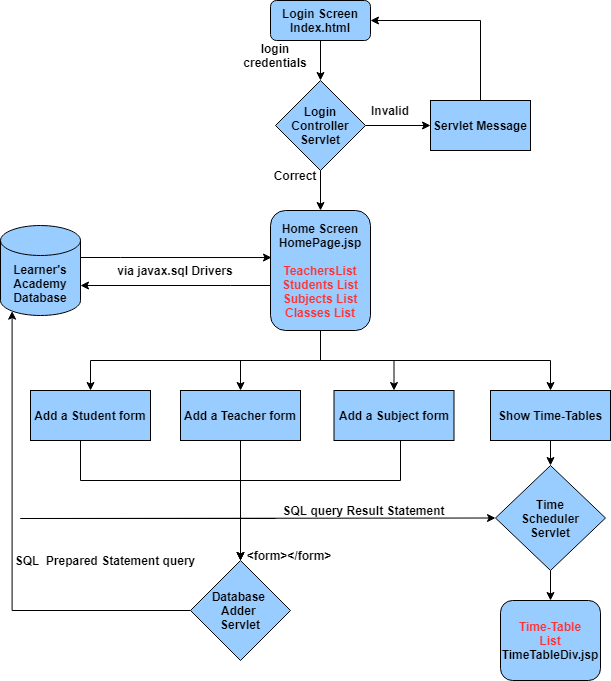 Login Screen
Index.html
login
credentials
Login
Controller
Servlet
Invalid
Servlet Message
Correct
Home Screen
HomePage.jsp
TeachersList
Students List
Subjects List
Classes List
Learner's
Academy
Database
via javax.sql Drivers
Add a Student form
Add a Teacher form
Add a Subject form
Show Time-Tables
SQL query Result Statement
Time
Scheduler
Servlet
SQL  Prepared Statement query
<form></form>
Database
Adder
Servlet
Time-Table
List
TimeTableDiv.jsp